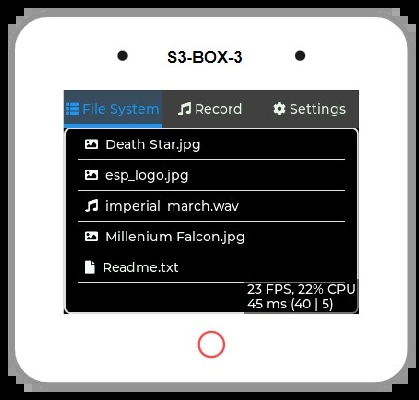 S3-BOX-3
File System Record Settings
Death Star.jpg
esp_logo.jpg
imperial march.wav
Millenium Falcon.jpg
Readme.txt
23 FPS, 22% CPU
45 ms (40 | 5)